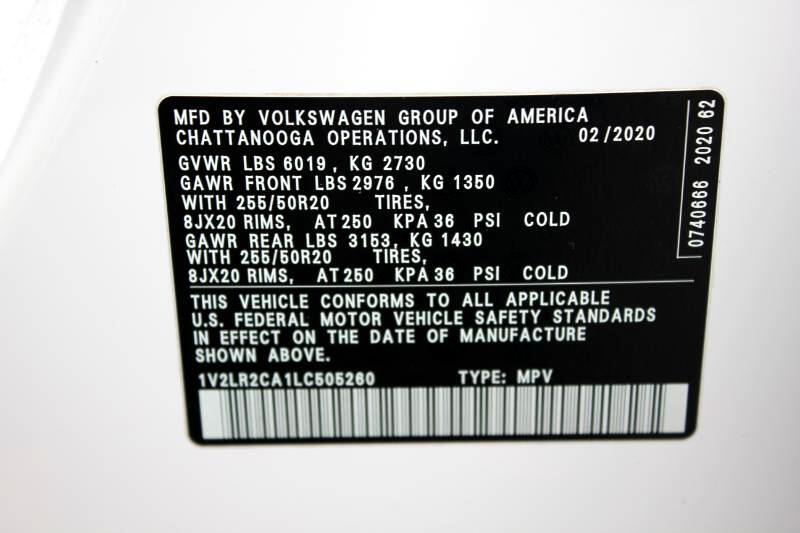 MFD BY VOLKSWAGEN GROUP OF AMERICA
CHATTANOOGA OPERATIONS, LLC. 02/2020
GVWR LBS 6019, KG 2730
GAWR FRONT LBS 2976, KG 1350
WITH 255/50R20 TIRES,
8JX20 RIMS, AT 250 KPA 36 PSI COLD
GAWR REAR LBS 3153, KG 1430
WITH 255/50R20 TIRES,
8JX20 RIMS, AT 250 KPA 36 PSI COLD
THIS VEHICLE CONFORMS TO ALL APPLICABLE
U.S. FEDERAL MOTOR VEHICLE SAFETY STANDARDS
IN EFFECT ON THE DATE OF MANUFACTURE
SHOWN ABOVE.
1V2LR2CA1LC505260 TYPE: MPV
0740666 2020 62